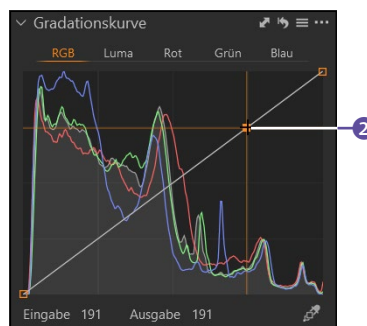 Gradationskurve
RGB Luma Rot Grün Blau
2
Eingabe 191 Ausgabe 191